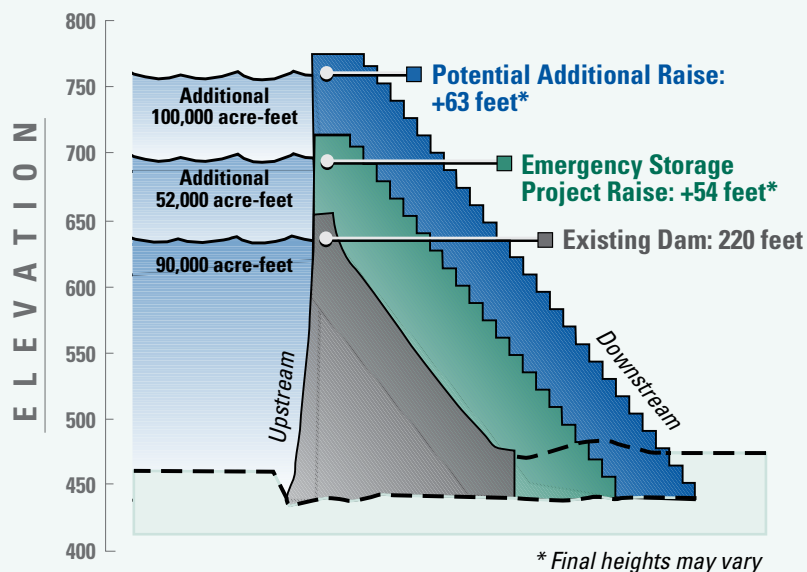 800
750
700
650
600
550
500
450
400
ELEVATION
Additional
100,000 acre-feet
Additional
52,000 acre-feet
90,000 acre-feet
Potential Additional Raise:
+63 feet*
Emergency Storage
Project Raise: +54 feet*
Existing Dam: 220 feet
Upstream
Downstream
* Final heights may vary